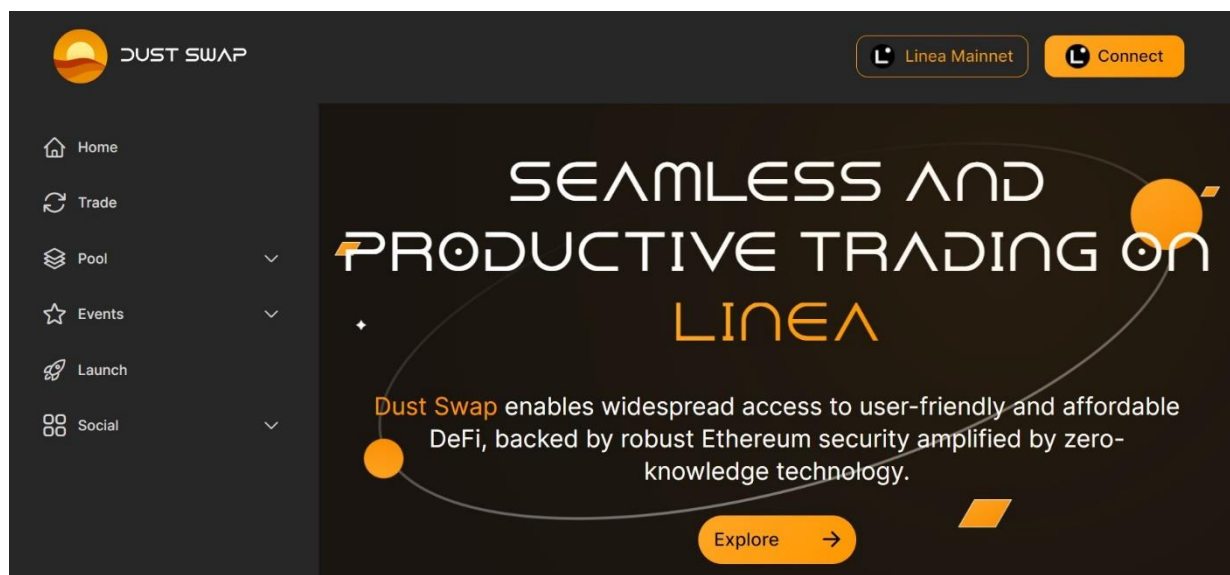 DUST SWAP
Linea Mainnet
Connect
Home
Trade
Pool
Events
Launch
Social
SEAMLESS AND
PRODUCTIVE TRADING ON
LINEA
Dust Swap enables widespread access to user-friendly and affordable
DeFi, backed by robust Ethereum security amplified by zero-
knowledge technology.
Explore